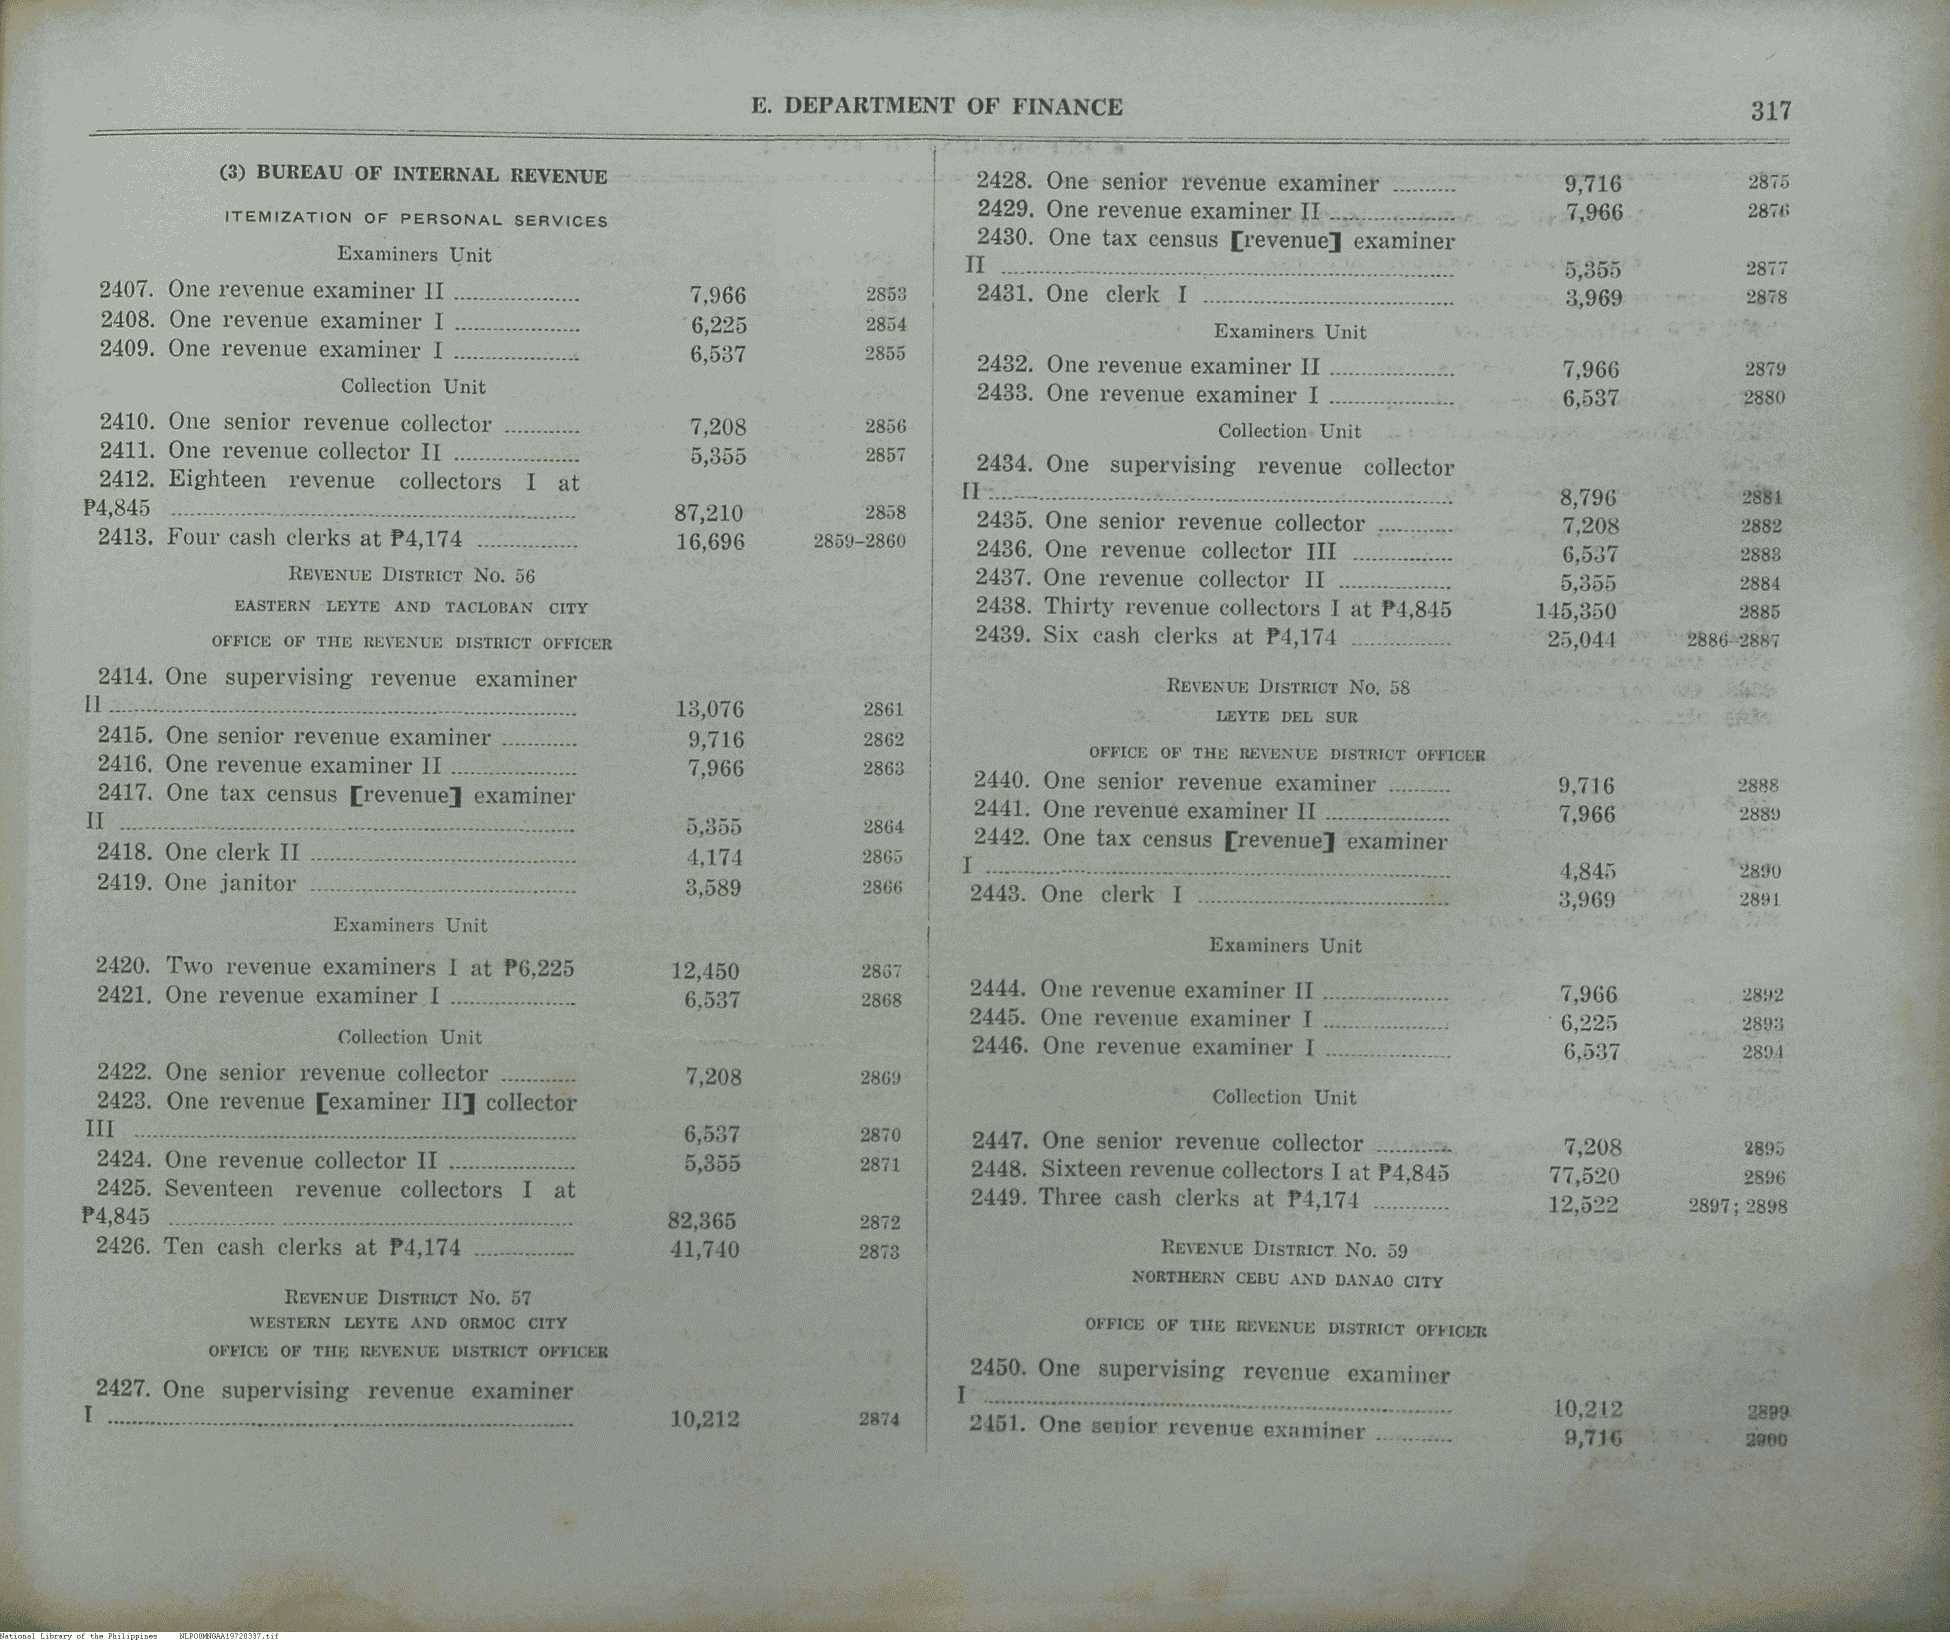 E. DEPARTMENT OF FINANCE
317
(3) BUREAU OF INTERNAL REVENUE
ITEMIZATION OF PERSONAL SERVICES
Examiners Unit
2407. One revenue examiner II .................... 7,966 2853
2408. One revenue examiner I .................... 6,225 2854
2409. One revenue examiner I .................... 6,537 2855
Collection Unit
2410. One senior revenue collector ............ 7,208 2856
2411. One revenue collector II .................... 5,355 2857
2412. Eighteen revenue collectors I at
₱4,845 .................... 87,210 2858
2413. Four cash clerks at ₱4,174 ................ 16,696 2859-2860
REVENUE DISTRICT NO. 56
EASTERN LEYTE AND TACLOBAN CITY
OFFICE OF THE REVENUE DISTRICT OFFICER
2414. One supervising revenue examiner
II .................... 13,076 2861
2415. One senior revenue examiner ............ 9,716 2862
2416. One revenue examiner II .................... 7,966 2863
2417. One tax census [revenue] examiner
II .................... 5,355 2864
2418. One clerk II .................... 4,174 2865
2419. One janitor .................... 3,589 2866
Examiners Unit
2420. Two revenue examiners I at ₱6,225 12,450 2867
2421. One revenue examiner I .................... 6,537 2868
Collection Unit
2422. One senior revenue collector ............ 7,208 2869
2423. One revenue [examiner II] collector
III .................... 6,537 2870
2424. One revenue collector II .................... 5,355 2871
2425. Seventeen revenue collectors I at
₱4,845 .................... 82,365 2872
2426. Ten cash clerks at ₱4,174 ................ 41,740 2873
REVENUE DISTRICT NO. 57
WESTERN LEYTE AND ORMOC CITY
OFFICE OF THE REVENUE DISTRICT OFFICER
2427. One supervising revenue examiner
I .................... 10,212 2874
2428. One senior revenue examiner .......... 9,716 2875
2429. One revenue examiner II .................... 7,966 2876
2430. One tax census [revenue] examiner
II .................... 5,355 2877
2431. One clerk I .................... 3,969 2878
Examiners Unit
2432. One revenue examiner II .................... 7,966 2879
2433. One revenue examiner I .................... 6,537 2880
Collection Unit
2434. One supervising revenue collector
II .................... 8,796 2881
2435. One senior revenue collector ............ 7,208 2882
2436. One revenue collector III ................ 6,537 2883
2437. One revenue collector II .................. 5,355 2884
2438. Thirty revenue collectors I at ₱4,845 145,350 2885
2439. Six cash clerks at ₱4,174 ................ 25,044 2886-2887
REVENUE DISTRICT NO. 58
LEYTE DEL SUR
OFFICE OF THE REVENUE DISTRICT OFFICER
2440. One senior revenue examiner .......... 9,716 2888
2441. One revenue examiner II .................... 7,966 2889
2442. One tax census [revenue] examiner
I .................... 4,845 2890
2443. One clerk I .................... 3,969 2891
Examiners Unit
2444. One revenue examiner II .................... 7,966 2892
2445. One revenue examiner I .................... 6,225 2893
2446. One revenue examiner I .................... 6,537 2894
Collection Unit
2447. One senior revenue collector ............ 7,208 2895
2448. Sixteen revenue collectors I at ₱4,845 77,520 2896
2449. Three cash clerks at ₱4,174 ............ 12,522 2897; 2898
REVENUE DISTRICT NO. 59
NORTHERN CEBU AND DANAO CITY
OFFICE OF THE REVENUE DISTRICT OFFICER
2450. One supervising revenue examiner
I .................... 10,212 2899
2451. One senior revenue examiner ............ 9,716 2900
National Library of the Philippines NLPO0MNGAA19720337.tif